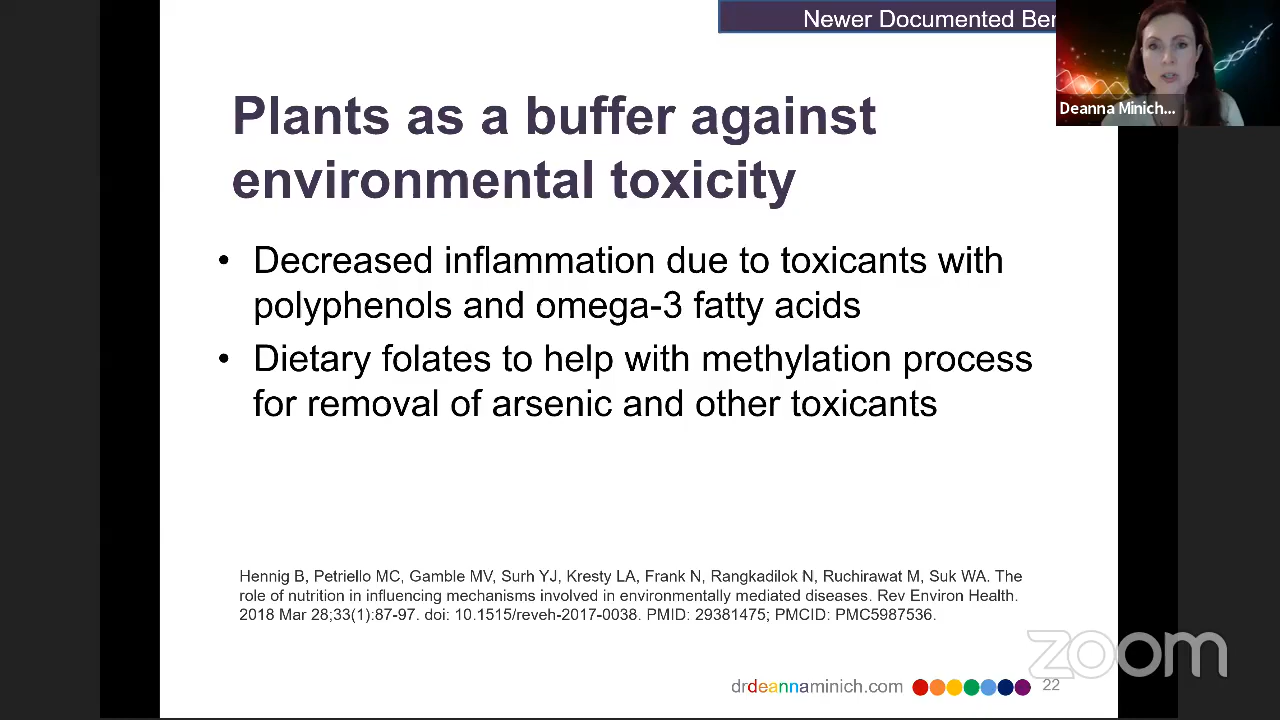 Newer Documented Ber
Deanna Minich...
Plants as a buffer against
environmental toxicity
• Decreased inflammation due to toxicants with
polyphenols and omega-3 fatty acids
• Dietary folates to help with methylation process
for removal of arsenic and other toxicants
Hennig B, Petriello MC, Gamble MV, Surh YJ, Kresty LA, Frank N, Rangkadilok N, Ruchirawat M, Suk WA. The
role of nutrition in influencing mechanisms involved in environmentally mediated diseases. Rev Environ Health.
2018 Mar 28;33(1):87-97. doi: 10.1515/reveh-2017-0038. PMID: 29381475; PMCID: PMC5987536.
zoom
drdeannaminich.com 22